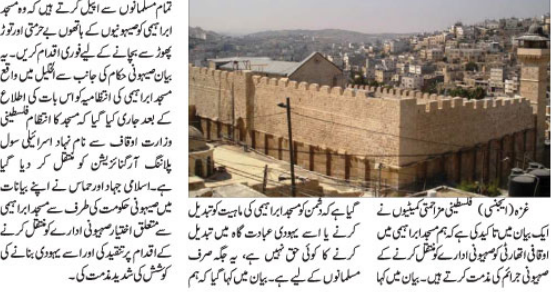 غزہ (ایجنسی) فلسطینی مزاحمتی کمیٹیوں نے
ایک بیان میں تاکید کی ہے کہ ہم مسجد ابراہیمی میں
اوقافی اتھارٹی کو صیہونی ادارے کو منتقل کرنے کے
صہیونی جرائم کی مذمت کرتے ہیں۔ بیان میں کہا
گیا ہے کہ دشمن کو مسجد ابراہیمی کی ماہیت کو تبدیل
کرنے یا اسے یہودی عبادت گاہ میں تبدیل
کرنے کا کوئی حق نہیں ہے، یہ جگہ صرف
مسلمانوں کے لیے ہے۔ بیان میں کہا گیا کہ ہم
تمام مسلمانوں سے اپیل کرتے ہیں کہ وہ مسجد
ابراہیمی کو صیہونیوں کے ہاتھوں بے حرمتی اور توڑ
پھوڑ سے بچانے کے لیے فوری اقدام کریں۔ یہ
بیان صیہونی حکام کی جانب سے الخلیل میں واقع
مسجد ابراہیمی کی انتظامیہ کو اس بات کی اطلاع
کے بعد جاری کیا گیا کہ مسجد کا انتظام فلسطینی
وزارت اوقاف سے نام نہاد اسرائیلی سول
پلاننگ آرگنائزیشن کو منتقل کر دیا گیا
ہے۔ اسلامی جہاد اور حماس نے اپنے بیانات
میں صیہونی حکومت کی طرف سے مسجد ابراہیمی
سے متعلق اختیار صیہونی ادارے کو منتقل کرنے
کے اقدام پر تنقید کی اور اسے یہودی بنانے کی
کوشش کی شدید مذمت کی۔